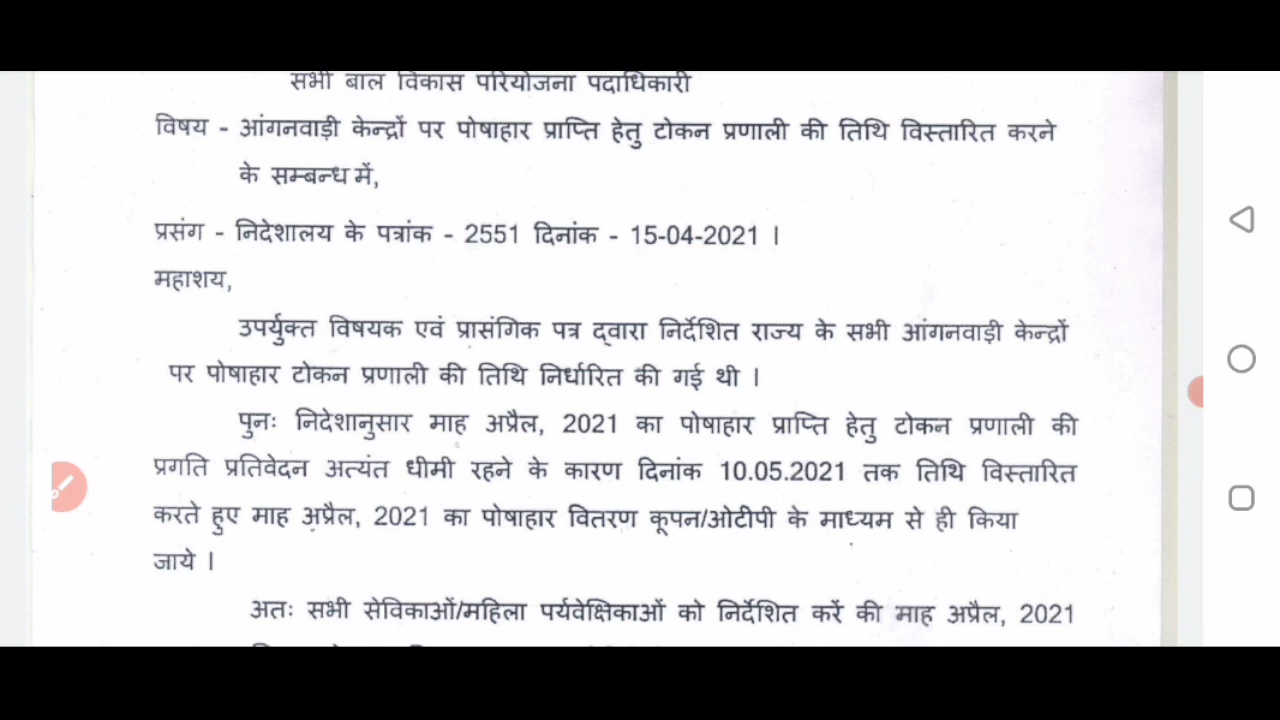 सभी बाल विकास परियोजना पदाधिकारी
विषय - आंगनवाड़ी केन्द्रों पर पोषाहार प्राप्ति हेतु टोकन प्रणाली की तिथि विस्तारित करने
के सम्बन्ध में,
प्रसंग - निदेशालय के पत्रांक - 2551 दिनांक - 15-04-2021 ।
महाशय,
उपर्युक्त विषयक एवं प्रासंगिक पत्र द्वारा निर्देशित राज्य के सभी आंगनवाड़ी केन्द्रों
पर पोषाहार टोकन प्रणाली की तिथि निर्धारित की गई थी ।
पुनः निदेशानुसार माह अप्रैल, 2021 का पोषाहार प्राप्ति हेतु टोकन प्रणाली की
प्रगति प्रतिवेदन अत्यंत धीमी रहने के कारण दिनांक 10.05.2021 तक तिथि विस्तारित
करते हुए माह अप्रैल, 2021 का पोषाहार वितरण कूपन/ओटीपी के माध्यम से ही किया
जाये ।
अतः सभी सेविकाओं/महिला पर्यवेक्षिकाओं को निर्देशित करें की माह अप्रैल, 2021